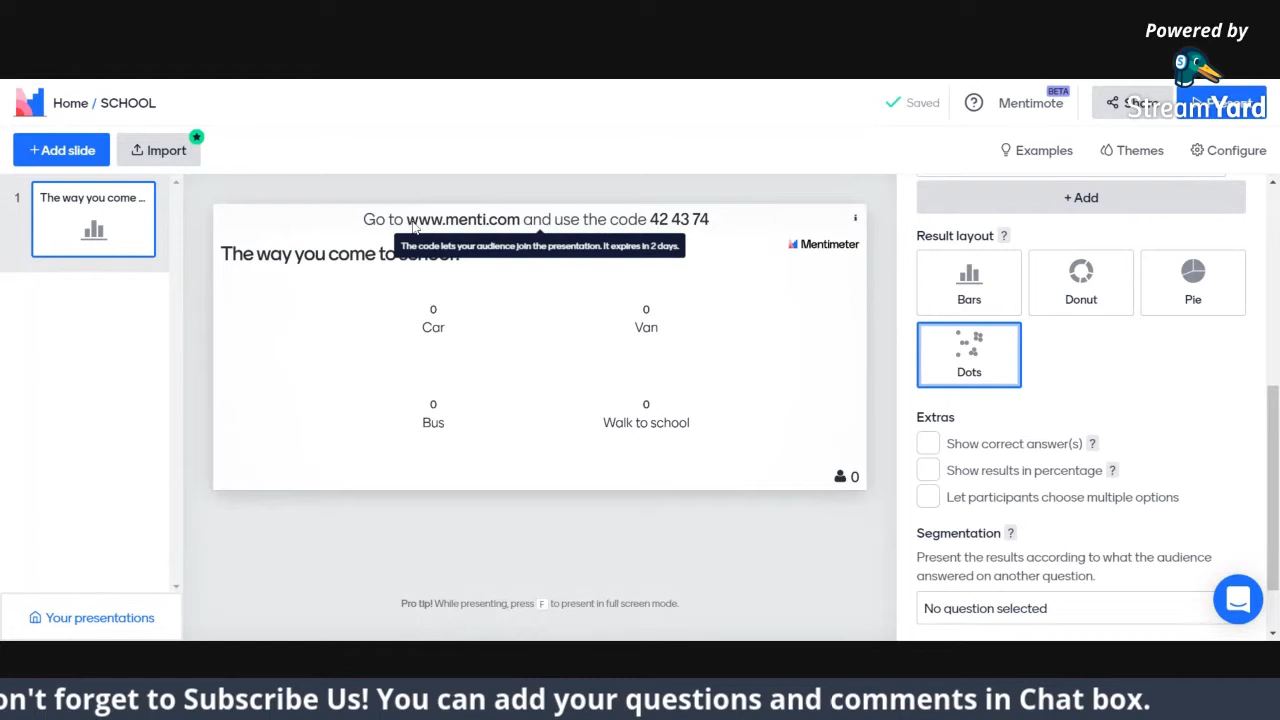 Powered by
StreamYard
Home / SCHOOL
Saved
Mentimote
BETA
+ Add slide
Import
Examples
Themes
Configure
1
The way you come ...
Go to www.menti.com and use the code 42 43 74
The code lets your audience join the presentation. It expires in 2 days.
Mentimeter
The way you come to school
0
Car
0
Van
0
Bus
0
Walk to school
0
Pro tip! While presenting, press F to present in full screen mode.
Your presentations
+ Add
Result layout ?
Bars
Donut
Pie
Dots
Extras
Show correct answer(s) ?
Show results in percentage ?
Let participants choose multiple options
Segmentation ?
Present the results according to what the audience
answered on another question.
No question selected
on't forget to Subscribe Us! You can add your questions and comments in Chat box.